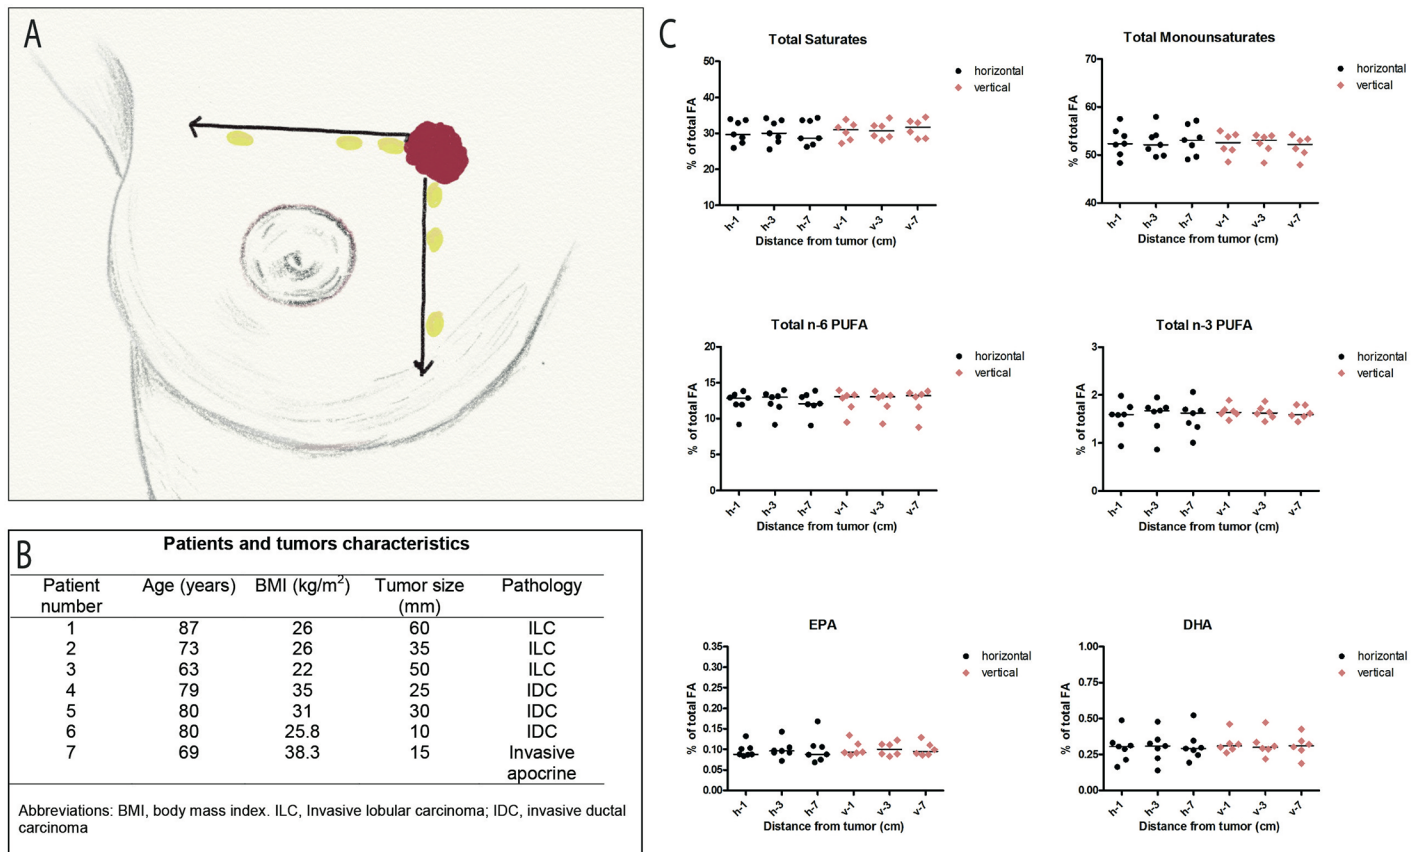 A
B
Patients and tumors characteristics
Patient number Age (years) BMI (kg/m2) Tumor size (mm) Pathology
1 87 26 60 ILC
2 73 26 35 ILC
3 63 22 50 ILC
4 79 35 25 IDC
5 80 31 30 IDC
6 80 25.8 10 IDC
7 69 38.3 15 Invasive apocrine
Abbreviations: BMI, body mass index. ILC, Invasive lobular carcinoma; IDC, invasive ductal
carcinoma
C
Total Saturates
% of total FA
50
40
30
20
10
h-1 h-3 h-7 v-1 v-3 v-7
Distance from tumor (cm)
horizontal
vertical
Total Monounsaturates
% of total FA
70
60
50
40
h-1 h-3 h-7 v-1 v-3 v-7
Distance from tumor (cm)
horizontal
vertical
Total n-6 PUFA
% of total FA
20
15
10
5
0
h-1 h-3 h-7 v-1 v-3 v-7
Distance from tumor (cm)
horizontal
vertical
Total n-3 PUFA
% of total FA
3
2
1
0
h-1 h-3 h-7 v-1 v-3 v-7
Distance from tumor (cm)
horizontal
vertical
EPA
% of total FA
0.35
0.30
0.25
0.20
0.15
0.10
0.05
0.00
h-1 h-3 h-7 v-1 v-3 v-7
Distance from tumor (cm)
horizontal
vertical
DHA
% of total FA
1.00
0.75
0.50
0.25
0.00
h-1 h-3 h-7 v-1 v-3 v-7
Distance from tumor (cm)
horizontal
vertical